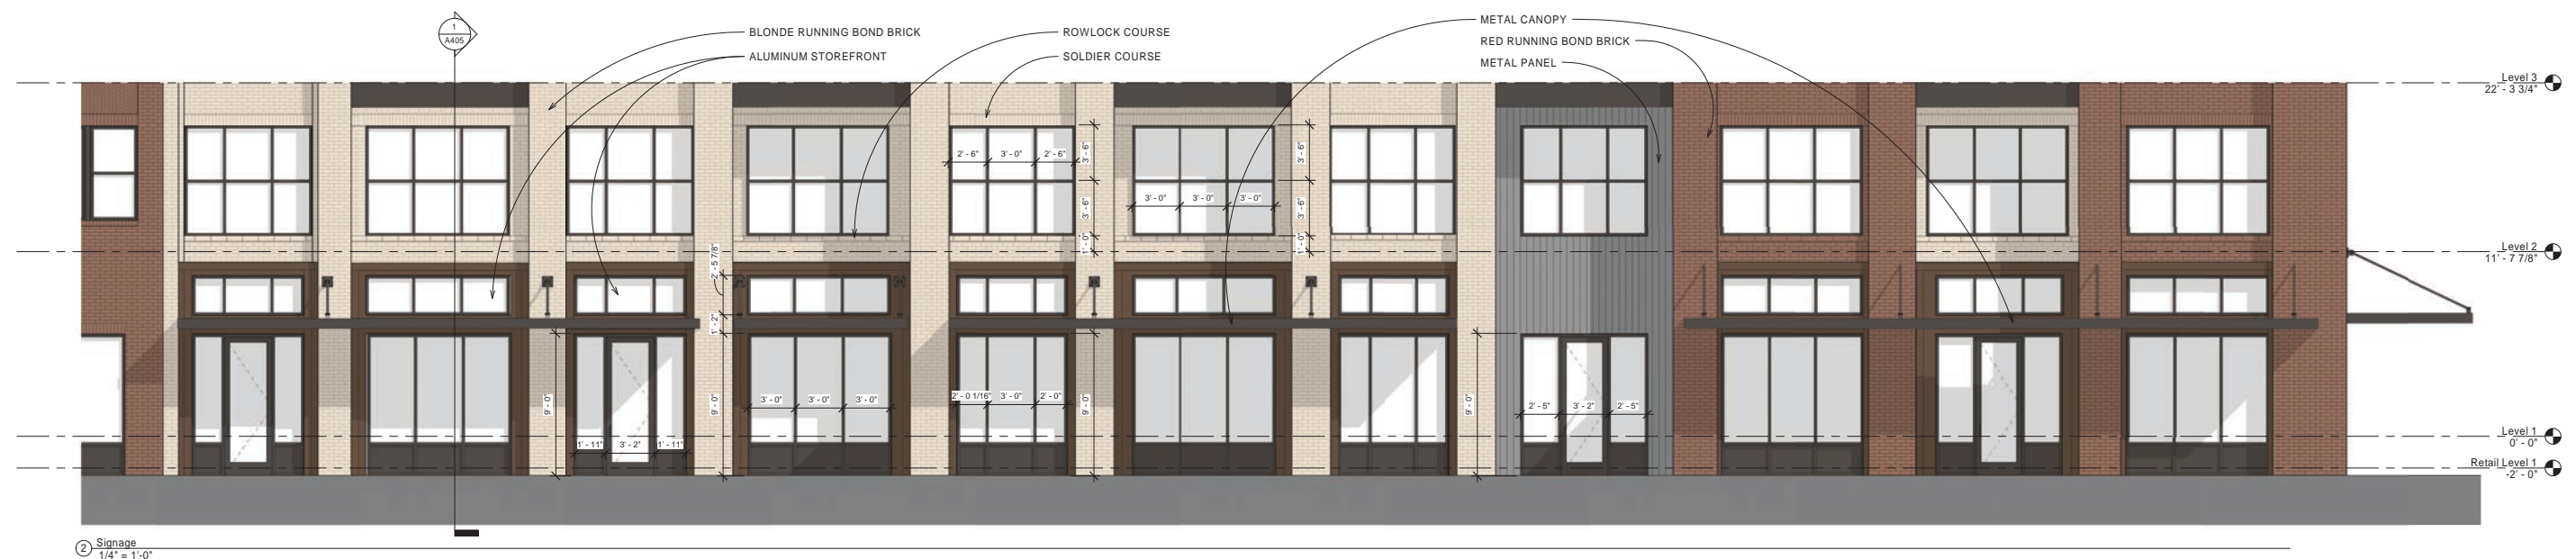 1
A405
BLONDE RUNNING BOND BRICK
ALUMINUM STOREFRONT
ROWLOCK COURSE
SOLDIER COURSE
METAL CANOPY
RED RUNNING BOND BRICK
METAL PANEL
Level 3
22' - 3 3/4"
2' - 6" 3' - 0" 2' - 6"
3' - 6"
3' - 6"
3' - 6"
3' - 6"
3' - 0" 3' - 0" 3' - 0"
1' - 0"
1' - 0"
Level 2
11' - 7 7/8"
2' - 5 7/8"
1' - 2"
9' - 0"
9' - 0"
9' - 0"
9' - 0"
3' - 0" 3' - 0" 3' - 0"
2' - 0 1/16" 3' - 0" 2' - 0"
2' - 5" 3' - 2" 2' - 5"
1' - 11" 3' - 2" 1' - 11"
Level 1
0' - 0"
Retail Level 1
-2' - 0"
2 Signage
1/4" = 1'-0"